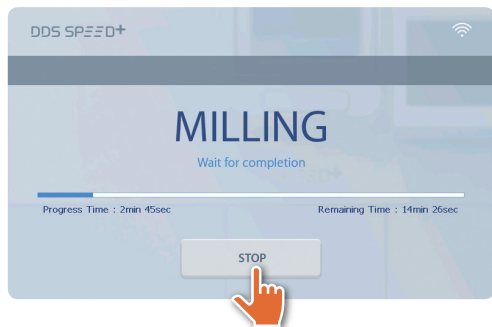 DDS SPEED+
MILLING
Wait for completion
Progress Time : 2min 45sec
Remaining Time : 14min 26sec
STOP